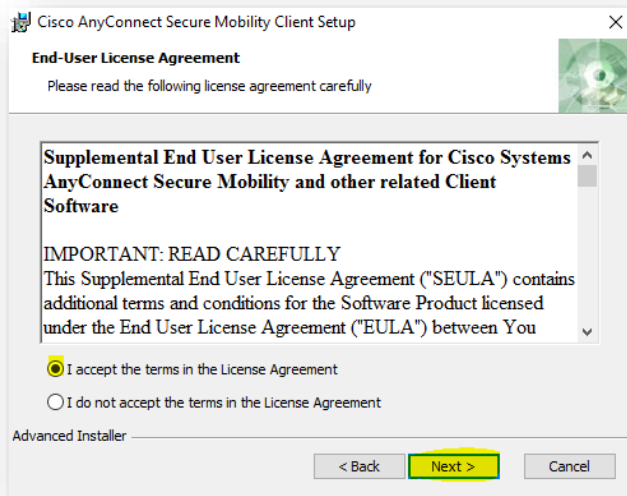 Cisco AnyConnect Secure Mobility Client Setup
End-User License Agreement
Please read the following license agreement carefully
Supplemental End User License Agreement for Cisco Systems
AnyConnect Secure Mobility and other related Client
Software
IMPORTANT: READ CAREFULLY
This Supplemental End User License Agreement ("SEULA") contains
additional terms and conditions for the Software Product licensed
under the End User License Agreement ("EULA") between You
I accept the terms in the License Agreement
I do not accept the terms in the License Agreement
Advanced Installer
< Back Next > Cancel